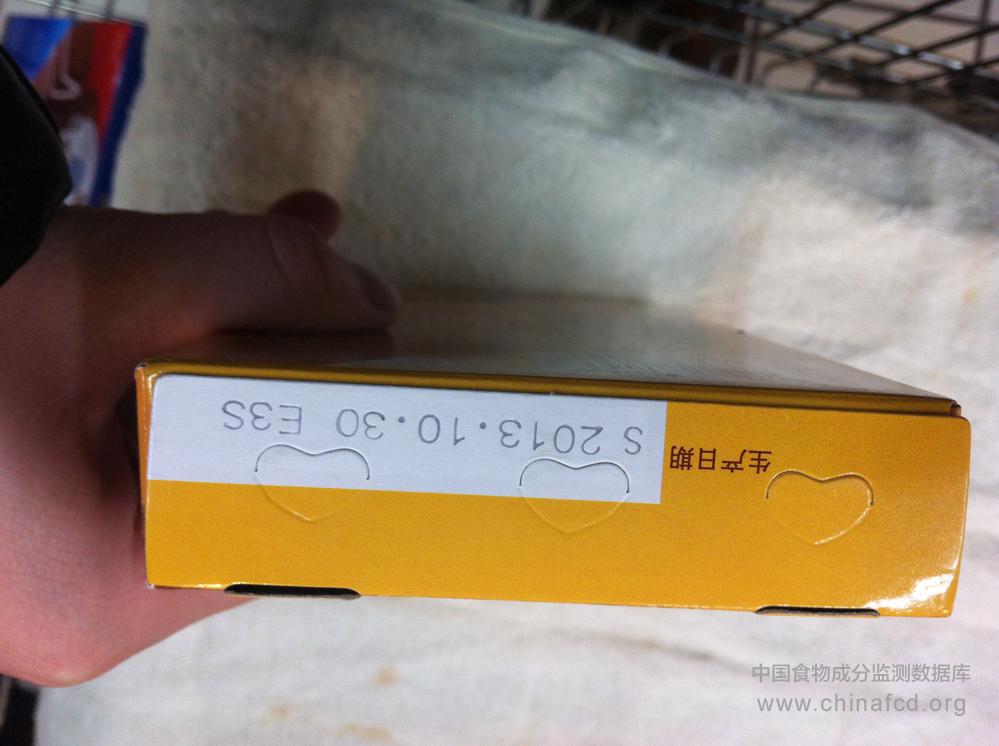 生产日期 S 2013.10.30 E3S
中国食物成分监测数据库
www.chinafcd.org